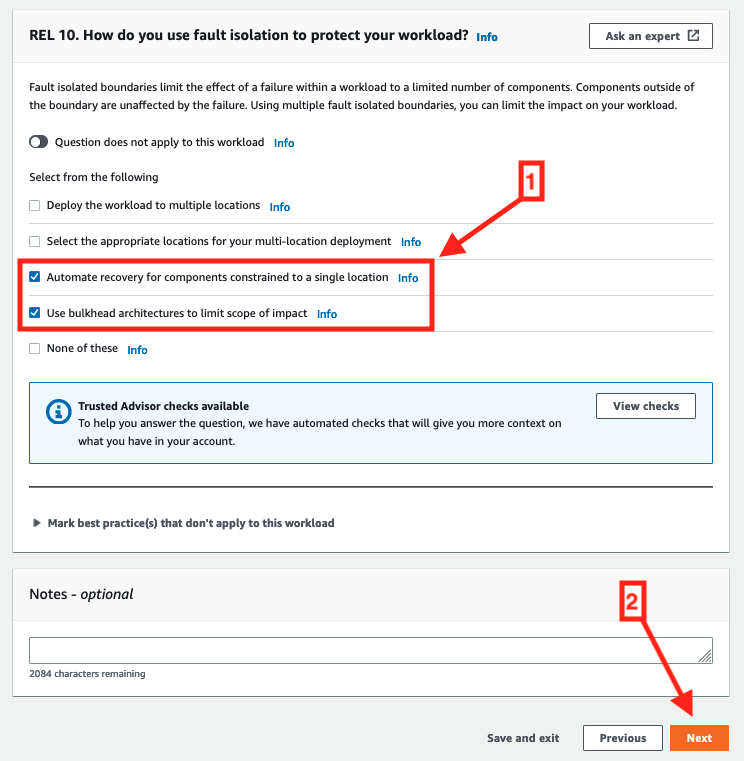 REL 10. How do you use fault isolation to protect your workload? Info
Ask an expert
Fault isolated boundaries limit the effect of a failure within a workload to a limited number of components. Components outside of
the boundary are unaffected by the failure. Using multiple fault isolated boundaries, you can limit the impact on your workload.
Question does not apply to this workload Info
Select from the following
1
Deploy the workload to multiple locations Info
Select the appropriate locations for your multi-location deployment Info
Automate recovery for components constrained to a single location Info
Use bulkhead architectures to limit scope of impact Info
None of these Info
Trusted Advisor checks available
View checks
To help you answer the question, we have automated checks that will give you more context on
what you have in your account.
Mark best practice(s) that don't apply to this workload
Notes - optional
2
2084 characters remaining
Save and exit
Previous
Next